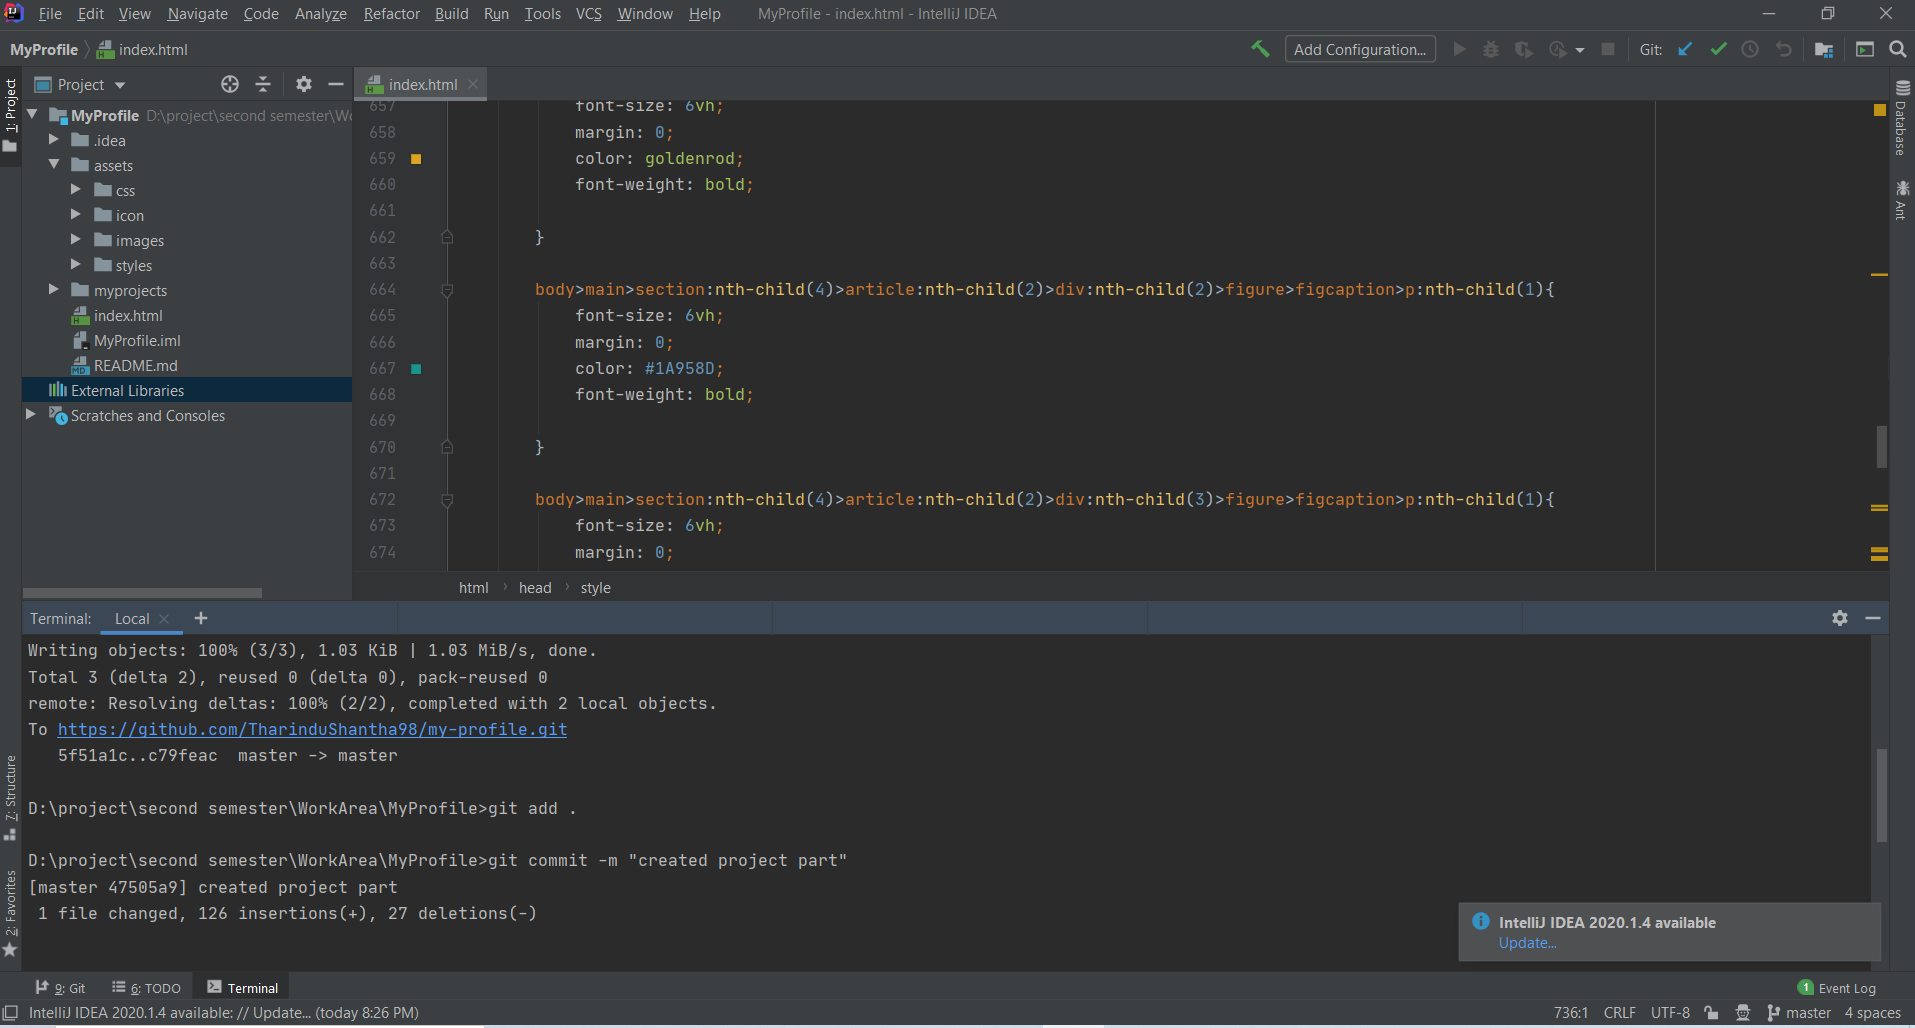 File Edit View Navigate Code Analyze Refactor Build Run Tools VCS Window Help MyProfile - index.html - IntelliJ IDEA
MyProfile index.html Add Configuration... Git:
1: Project
Project
MyProfile D:\project\second semester\Wo
.idea
assets
css
icon
images
styles
myprojects
index.html
MyProfile.iml
README.md
External Libraries
Scratches and Consoles
index.html
657 font-size: 6vh;
658 margin: 0;
659 color: goldenrod;
660 font-weight: bold;
661
662 }
663
664 body>main>section:nth-child(4)>article:nth-child(2)>div:nth-child(2)>figure>figcaption>p:nth-child(1){
665 font-size: 6vh;
666 margin: 0;
667 color: #1A958D;
668 font-weight: bold;
669
670 }
671
672 body>main>section:nth-child(4)>article:nth-child(2)>div:nth-child(3)>figure>figcaption>p:nth-child(1){
673 font-size: 6vh;
674 margin: 0;
html › head › style
Database
Ant
Terminal: Local
Writing objects: 100% (3/3), 1.03 KiB | 1.03 MiB/s, done.
Total 3 (delta 2), reused 0 (delta 0), pack-reused 0
remote: Resolving deltas: 100% (2/2), completed with 2 local objects.
To https://github.com/TharinduShantha98/my-profile.git
5f51a1c..c79feac master -> master
D:\project\second semester\WorkArea\MyProfile>git add .
D:\project\second semester\WorkArea\MyProfile>git commit -m "created project part"
[master 47505a9] created project part
1 file changed, 126 insertions(+), 27 deletions(-)
7: Structure
2: Favorites
IntelliJ IDEA 2020.1.4 available
Update...
9: Git 6: TODO Terminal 1 Event Log
IntelliJ IDEA 2020.1.4 available: // Update... (today 8:26 PM) 736:1 CRLF UTF-8 master 4 spaces